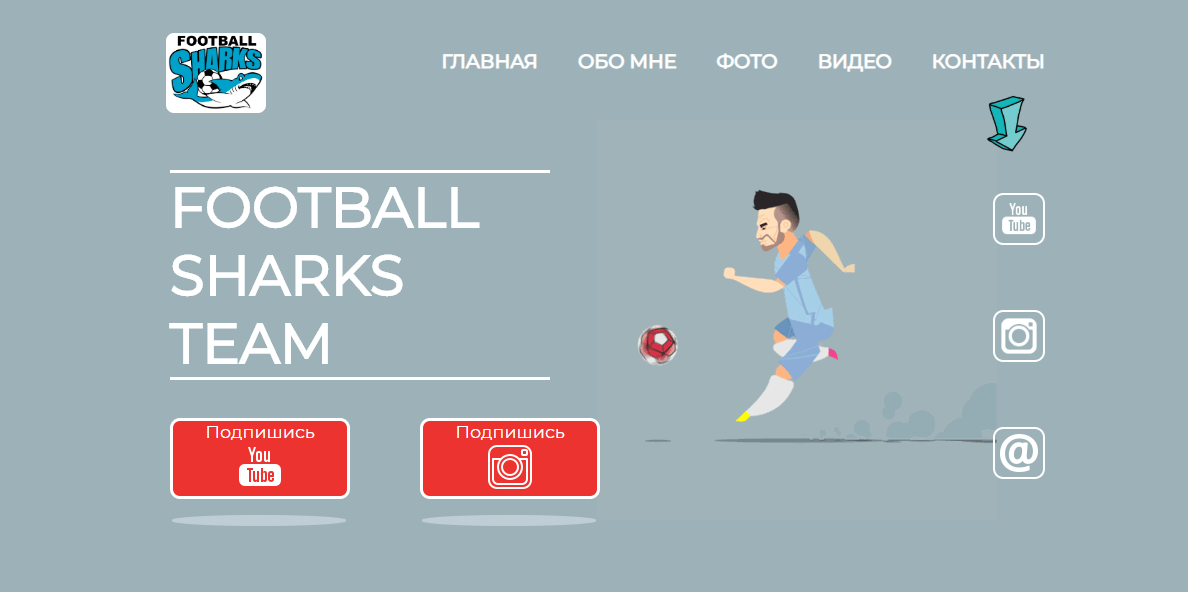 FOOTBALL
SHARKS
ГЛАВНАЯ ОБО МНЕ ФОТО ВИДЕО КОНТАКТЫ
FOOTBALL
SHARKS
TEAM
You
Tube
@
Подпишись
You
Tube
Подпишись